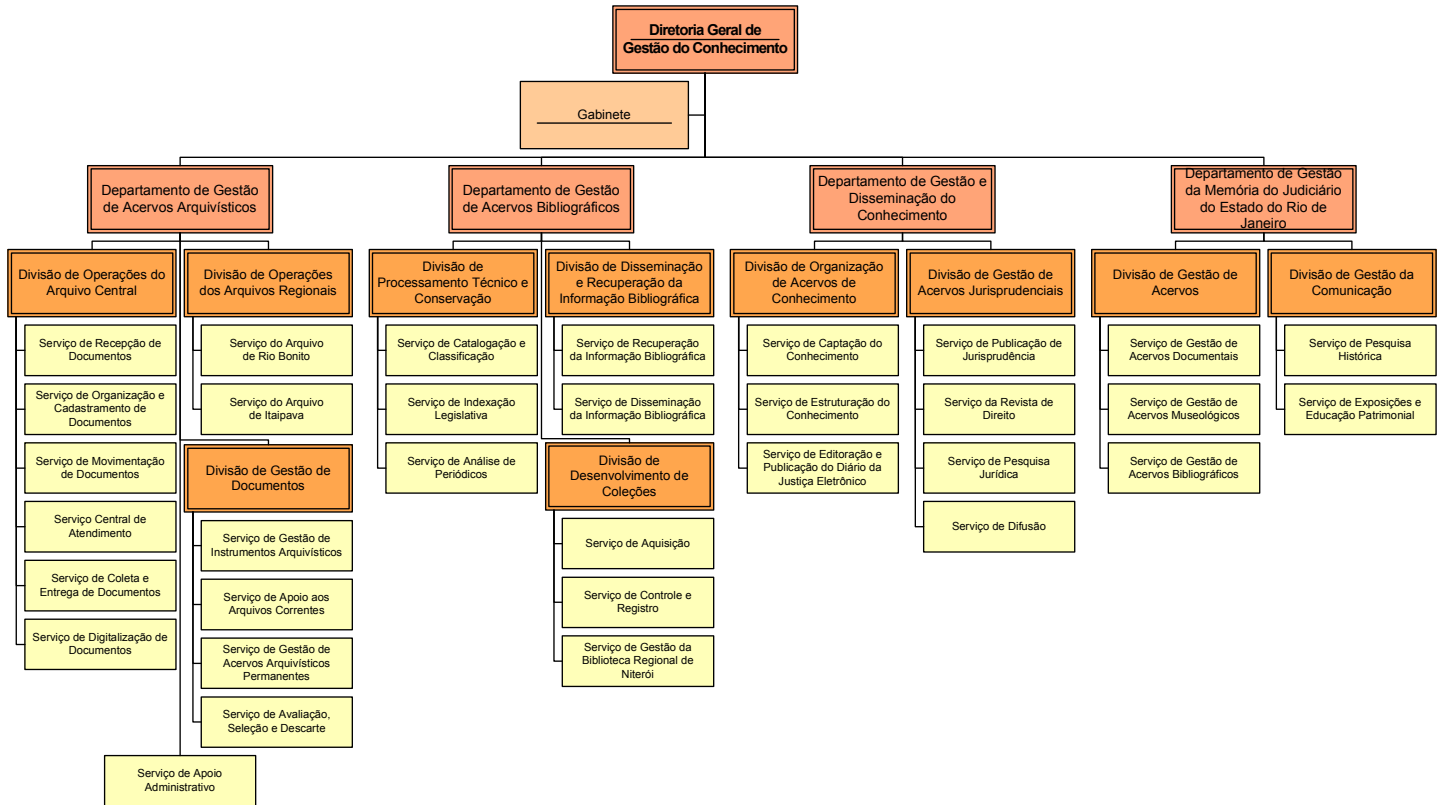 Diretoria Geral de
Gestão do Conhecimento
Gabinete
Departamento de Gestão
de Acervos Arquivísticos
Departamento de Gestão
de Acervos Bibliográficos
Departamento de Gestão e
Disseminação do
Conhecimento
Departamento de Gestão
da Memória do Judiciário
do Estado do Rio de
Janeiro
Divisão de Operações do
Arquivo Central
Divisão de Operações
dos Arquivos Regionais
Divisão de
Processamento Técnico e
Conservação
Divisão de Disseminação
e Recuperação da
Informação Bibliográfica
Divisão de Organização
de Acervos de
Conhecimento
Divisão de Gestão de
Acervos Jurisprudenciais
Divisão de Gestão de
Acervos
Divisão de Gestão da
Comunicação
Serviço de Recepção de
Documentos
Serviço de Organização e
Cadastramento de
Documentos
Serviço de Movimentação
de Documentos
Serviço Central de
Atendimento
Serviço de Coleta e
Entrega de Documentos
Serviço de Digitalização de
Documentos
Serviço do Arquivo
de Rio Bonito
Serviço do Arquivo
de Itaipava
Divisão de Gestão de
Documentos
Serviço de Gestão de
Instrumentos Arquivísticos
Serviço de Apoio aos
Arquivos Correntes
Serviço de Gestão de
Acervos Arquivísticos
Permanentes
Serviço de Avaliação,
Seleção e Descarte
Serviço de Apoio
Administrativo
Serviço de Catalogação e
Classificação
Serviço de Indexação
Legislativa
Serviço de Análise de
Periódicos
Serviço de Recuperação
da Informação Bibliográfica
Serviço de Disseminação
da Informação Bibliográfica
Divisão de
Desenvolvimento de
Coleções
Serviço de Aquisição
Serviço de Controle e
Registro
Serviço de Gestão da
Biblioteca Regional de
Niterói
Serviço de Captação do
Conhecimento
Serviço de Estruturação do
Conhecimento
Serviço de Editoração e
Publicação do Diário da
Justiça Eletrônico
Serviço de Publicação de
Jurisprudência
Serviço da Revista de
Direito
Serviço de Pesquisa
Jurídica
Serviço de Difusão
Serviço de Gestão de
Acervos Documentais
Serviço de Gestão de
Acervos Museológicos
Serviço de Gestão de
Acervos Bibliográficos
Serviço de Pesquisa
Histórica
Serviço de Exposições e
Educação Patrimonial